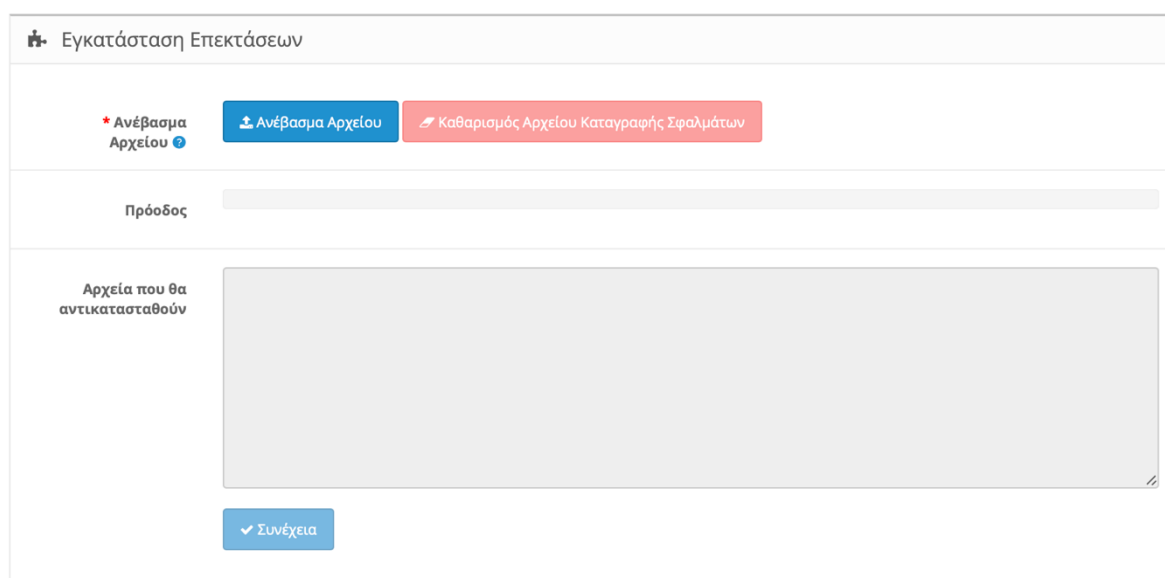 Εγκατάσταση Επεκτάσεων
* Ανέβασμα
Αρχείου ?
Ανέβασμα Αρχείου
Καθαρισμός Αρχείου Καταγραφής Σφαλμάτων
Πρόοδος
Αρχεία που θα
αντικατασταθούν
Συνέχεια